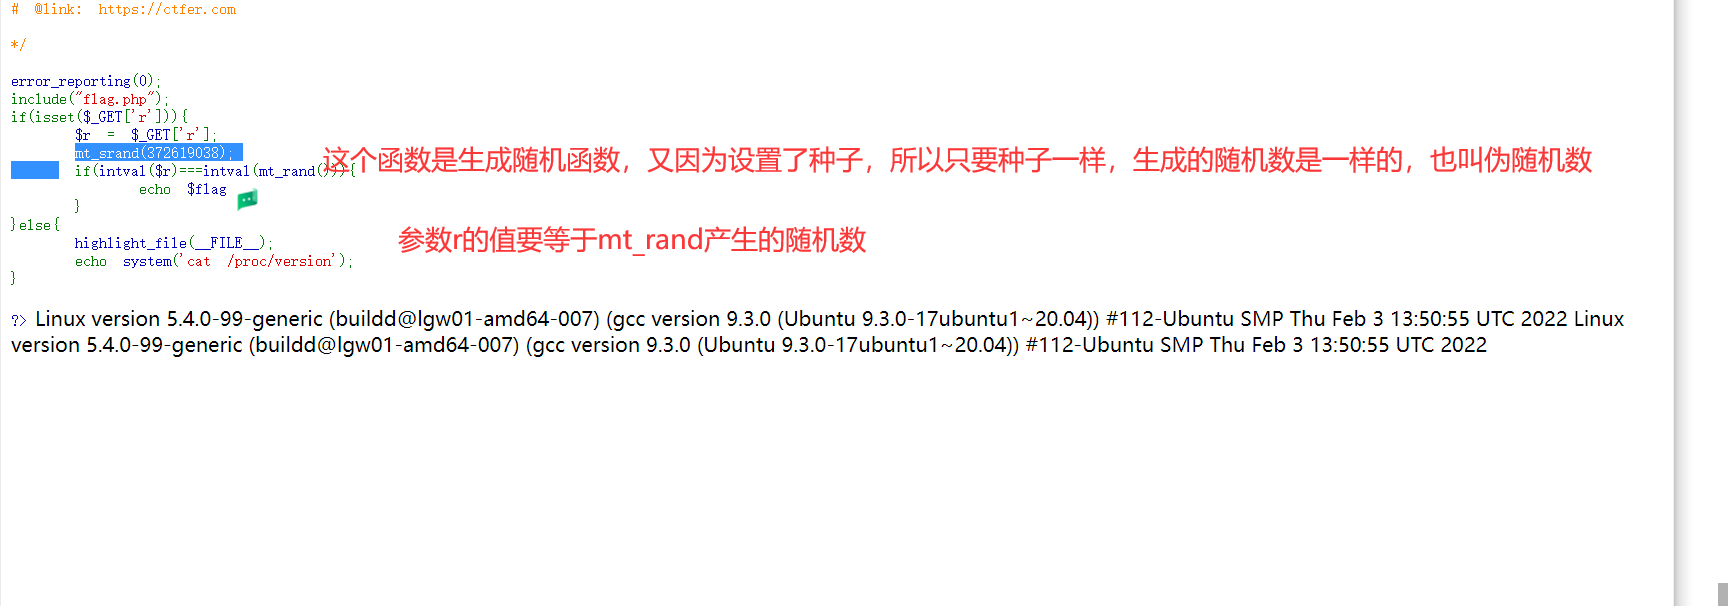 # @link: https://ctfer.com
*/
error_reporting(0);
include("flag.php");
if(isset($_GET['r'])){
$r = $_GET['r'];
mt_srand(372619038);
这个函数是生成随机函数，又因为设置了种子，所以只要种子一样，生成的随机数是一样的，也叫伪随机数
if(intval($r)===intval(mt_rand())){
echo $flag
}
}else{
参数r的值要等于mt_rand产生的随机数
highlight_file(__FILE__);
echo system('cat /proc/version');
}
?> Linux version 5.4.0-99-generic (buildd@lgw01-amd64-007) (gcc version 9.3.0 (Ubuntu 9.3.0-17ubuntu1~20.04)) #112-Ubuntu SMP Thu Feb 3 13:50:55 UTC 2022 Linux
version 5.4.0-99-generic (buildd@lgw01-amd64-007) (gcc version 9.3.0 (Ubuntu 9.3.0-17ubuntu1~20.04)) #112-Ubuntu SMP Thu Feb 3 13:50:55 UTC 2022